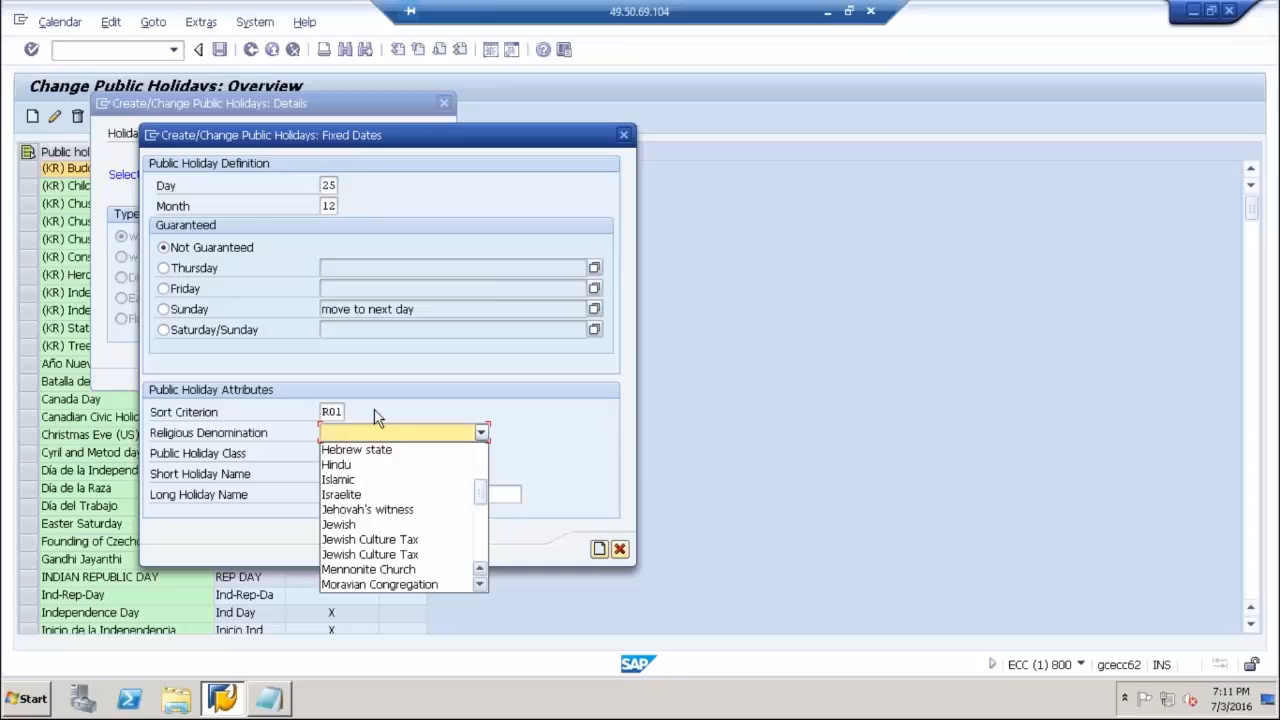 Calendar Edit Goto Extras System Help
49.50.69.104
Change Public Holidays: Overview
Create/Change Public Holidays: Details
Holida
Create/Change Public Holidays: Fixed Dates
Public hol
Public Holiday Definition
(KR) Budd
Select
Day 25
(KR) Chilc
Month 12
(KR) Chus
Type
Guaranteed
(KR) Chus
(KR) Chus
Not Guaranteed
(KR) Cons
Thursday
(KR) Herc
Friday
(KR) Inde
Sunday move to next day
(KR) Inde
(KR) Stat
Saturday/Sunday
(KR) Tree
Año Nuev
Batalla de
Public Holiday Attributes
Canada Day
Sort Criterion R01
Canadian Civic Holid
Religious Denomination
Christmas Eve (US)
Hebrew state
Public Holiday Class
Cyril and Metod day
Hindu
Día de la Independ
Short Holiday Name
Islamic
Día de la Raza
Israelite
Long Holiday Name
Día del Trabajo
Jehovah's witness
Easter Saturday
Jewish
Founding of Czecho
Jewish Culture Tax
Gandhi Jayanthi
Jewish Culture Tax
INDIAN REPUBLIC DAY REP DAY
Mennonite Church
Moravian Congregation
Ind-Rep-Day Ind-Rep-Da
Independence Day Ind Day X
Inicio de la Independencia Inicio Ind X
SAP
ECC (1) 800 gcecc62 INS
Start
7:11 PM
7/3/2016